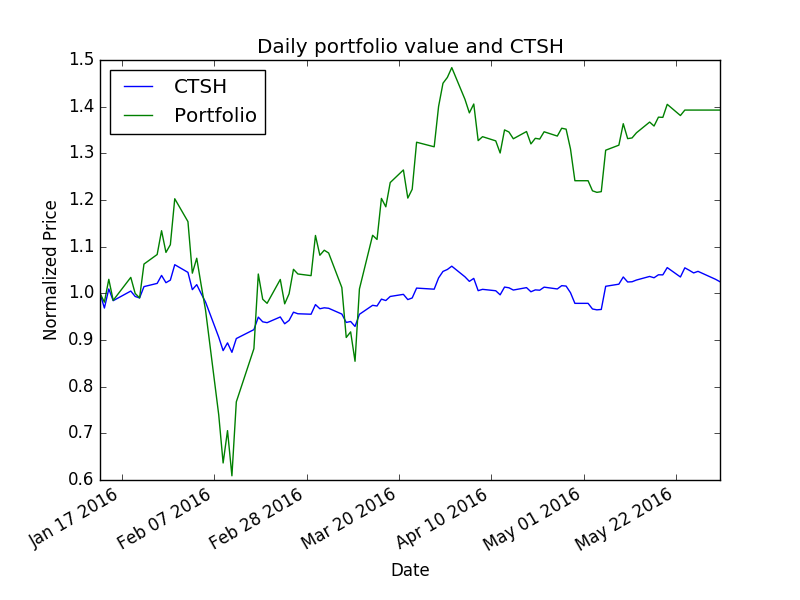 Daily portfolio value and CTSH
CTSH
Portfolio
Normalized Price
1.5
1.4
1.3
1.2
1.1
1.0
0.9
0.8
0.7
0.6
Jan 17 2016
Feb 07 2016
Feb 28 2016
Mar 20 2016
Apr 10 2016
May 01 2016
May 22 2016
Date